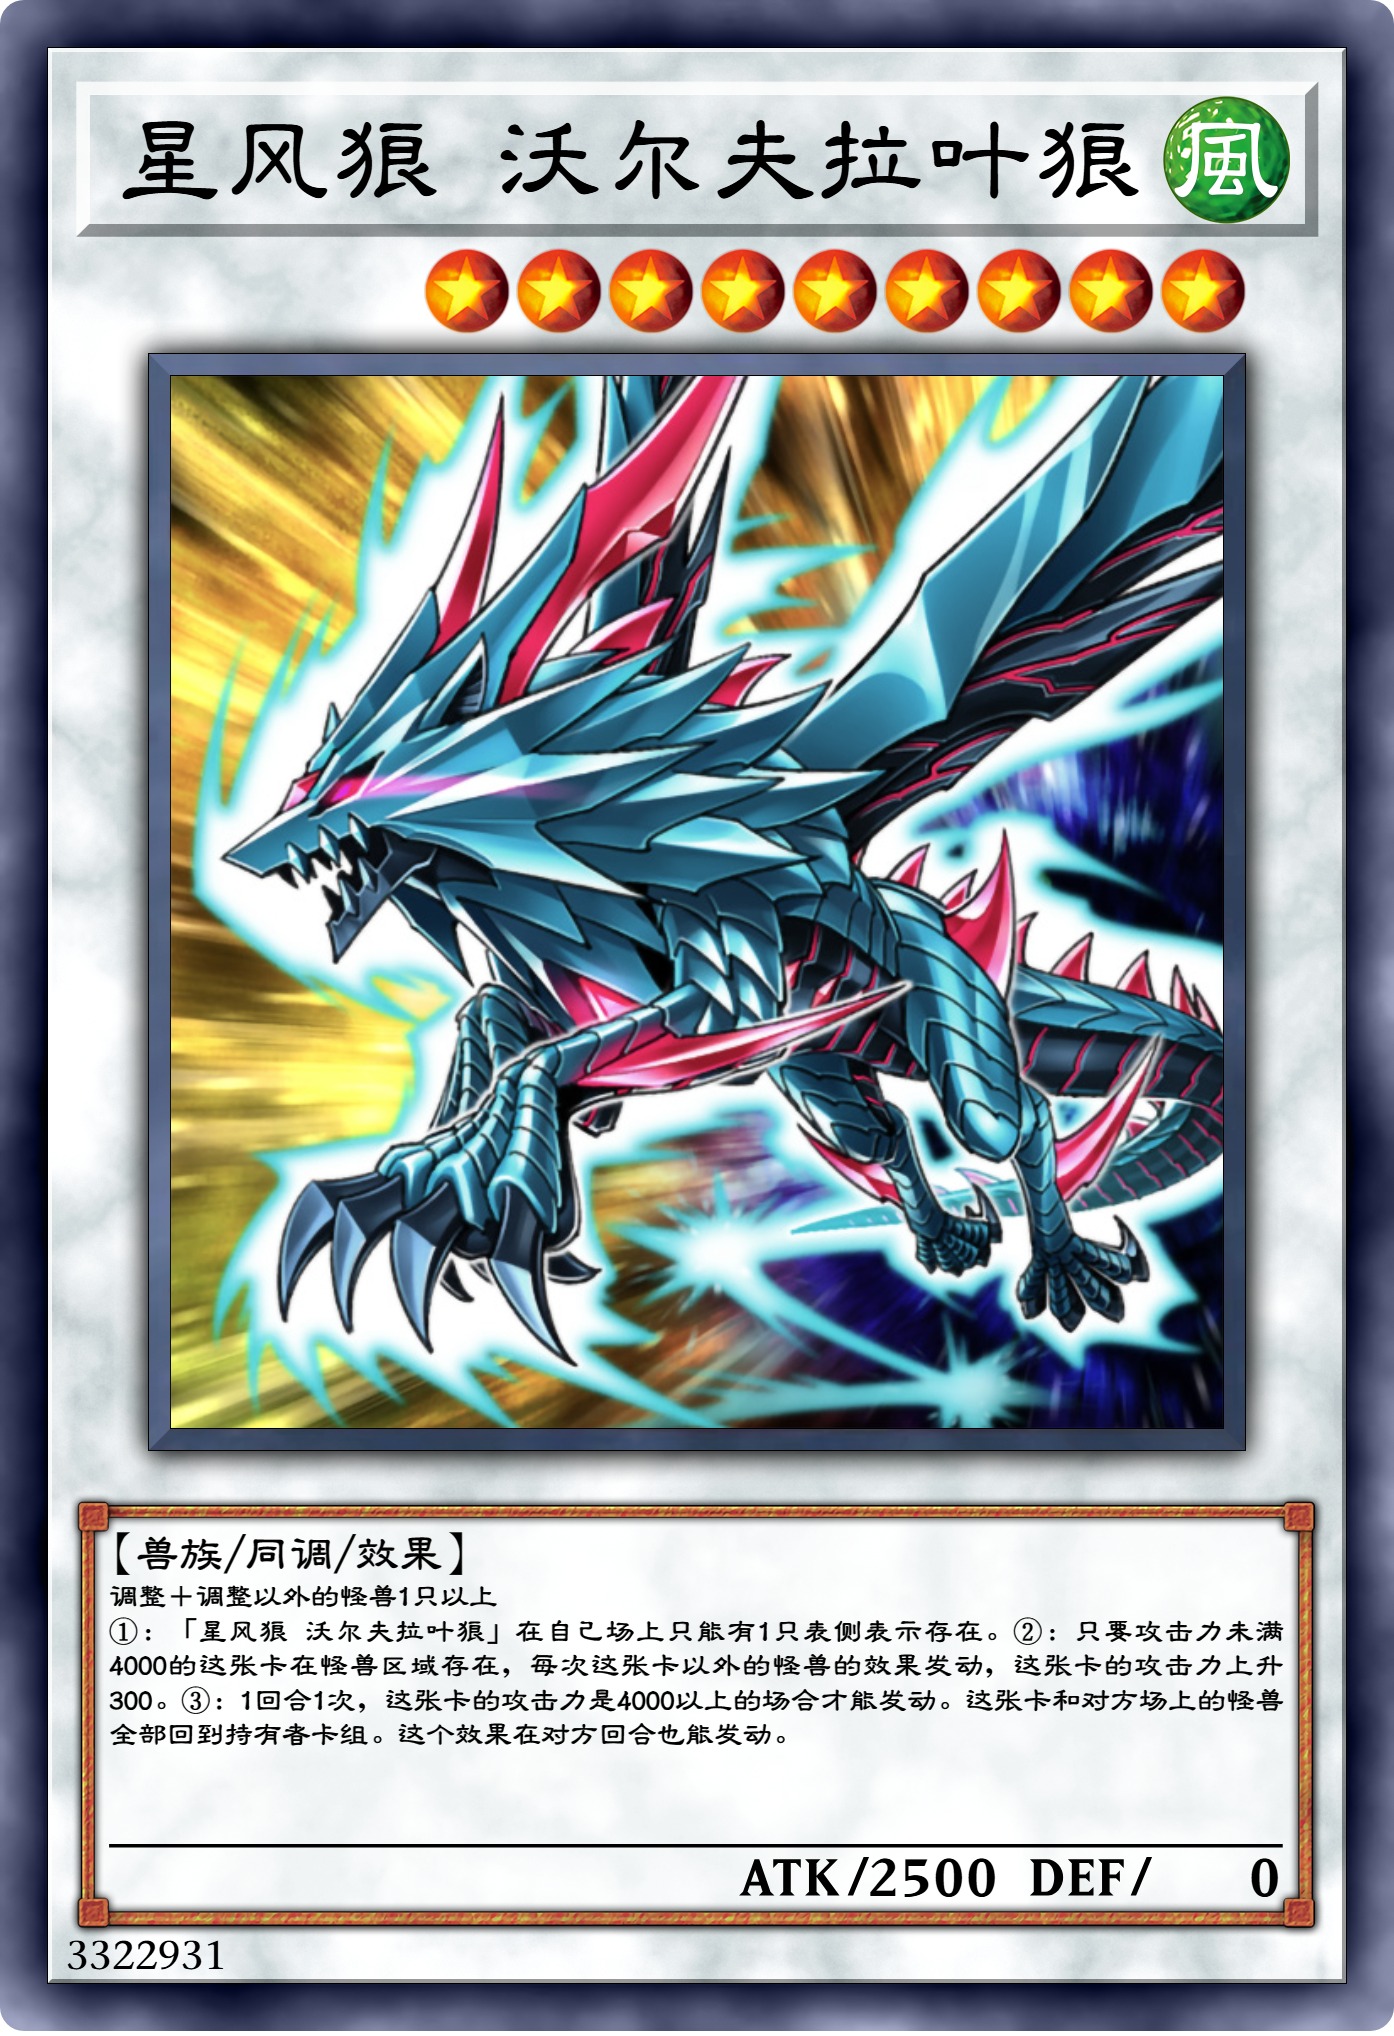 星风狼 沃尔夫拉叶狼 風
【兽族/同调/效果】
调整＋调整以外的怪兽1只以上
①：「星风狼 沃尔夫拉叶狼」在自己场上只能有1只表侧表示存在。②：只要攻击力未满
4000的这张卡在怪兽区域存在，每次这张卡以外的怪兽的效果发动，这张卡的攻击力上升
300。③：1回合1次，这张卡的攻击力是4000以上的场合才能发动。这张卡和对方场上的怪兽
全部回到持有者卡组。这个效果在对方回合也能发动。
ATK/2500 DEF/ 0
3322931